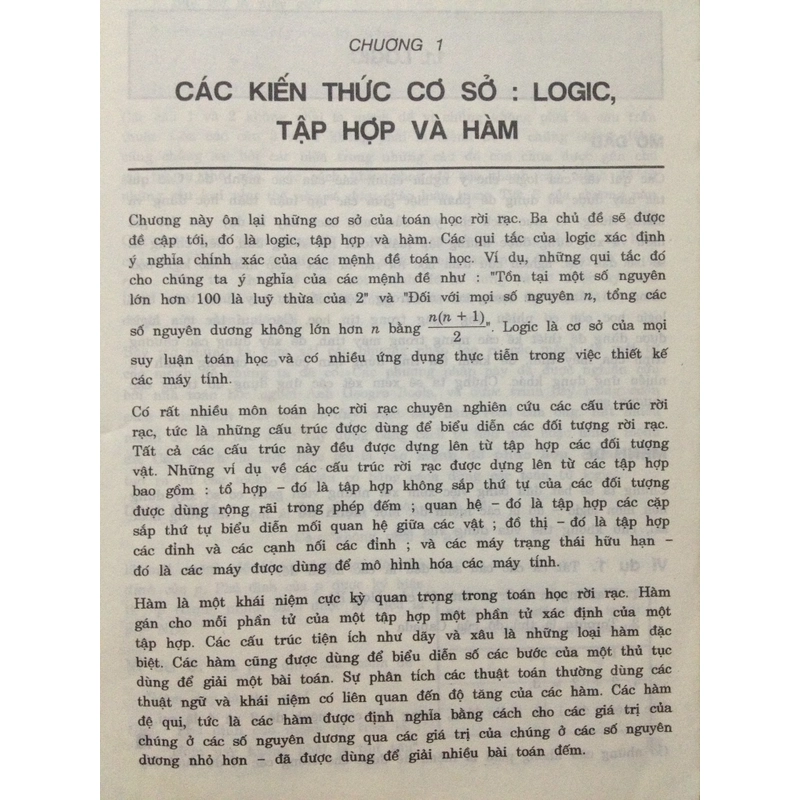 CHƯƠNG 1
CÁC KIẾN THỨC CƠ SỞ : LOGIC,
TẬP HỢP VÀ HÀM
Chương này ôn lại những cơ sở của toán học rời rạc. Ba chủ đề sẽ được
đề cập tới, đó là logic, tập hợp và hàm. Các qui tắc của logic xác định
ý nghĩa chính xác của các mệnh đề toán học. Ví dụ, những qui tắc đó
cho chúng ta ý nghĩa của các mệnh đề như : "Tồn tại một số nguyên
lớn hơn 100 là luỹ thừa của 2" và "Đối với mọi số nguyên n, tổng các
số nguyên dương không lớn hơn n bằng n(n + 1)/2". Logic là cơ sở của mọi
suy luận toán học và có nhiều ứng dụng thực tiễn trong việc thiết kế
các máy tính.
Có rất nhiều môn toán học rời rạc chuyên nghiên cứu các cấu trúc rời
rạc, tức là những cấu trúc được dùng để biểu diễn các đối tượng rời rạc.
Tất cả các cấu trúc này đều được dựng lên từ tập hợp các đối tượng
vật. Những ví dụ về các cấu trúc rời rạc được dựng lên từ các tập hợp
bao gồm : tổ hợp – đó là tập hợp không sắp thứ tự của các đối tượng
được dùng rộng rãi trong phép đếm ; quan hệ – đó là tập hợp các cặp
sắp thứ tự biểu diễn mối quan hệ giữa các vật ; đồ thị – đó là tập hợp
các đỉnh và các cạnh nối các đỉnh ; và các máy trạng thái hữu hạn –
đó là các máy được dùng để mô hình hóa các máy tính.
Hàm là một khái niệm cực kỳ quan trọng trong toán học rời rạc. Hàm
gán cho mỗi phần tử của một tập hợp một phần tử xác định của một
tập hợp. Các cấu trúc tiện ích như dãy và xâu là những loại hàm đặc
biệt. Các hàm cũng được dùng để biểu diễn số các bước của một thủ tục
dùng để giải một bài toán. Sự phân tích các thuật toán thường dùng các
thuật ngữ và khái niệm có liên quan đến độ tăng của các hàm. Các hàm
đệ qui, tức là các hàm được định nghĩa bằng cách cho các giá trị của
chúng ở các số nguyên dương qua các giá trị của chúng ở các số nguyên
dương nhỏ hơn – đã được dùng để giải nhiều bài toán đếm.